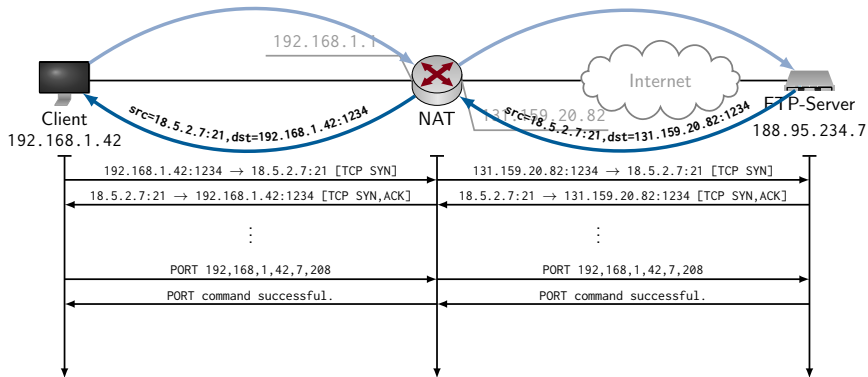 192.168.1.1
Internet
131.159.20.82
src=18.5.2.7:21,dst=192.168.1.42:1234
src=18.5.2.7:21,dst=131.159.20.82:1234
Client
192.168.1.42
NAT
FTP-Server
188.95.234.7
192.168.1.42:1234 → 18.5.2.7:21 [TCP SYN]
131.159.20.82:1234 → 18.5.2.7:21 [TCP SYN]
18.5.2.7:21 → 192.168.1.42:1234 [TCP SYN,ACK]
18.5.2.7:21 → 131.159.20.82:1234 [TCP SYN,ACK]
⋮
⋮
PORT 192,168,1,42,7,208
PORT 192,168,1,42,7,208
PORT command successful.
PORT command successful.